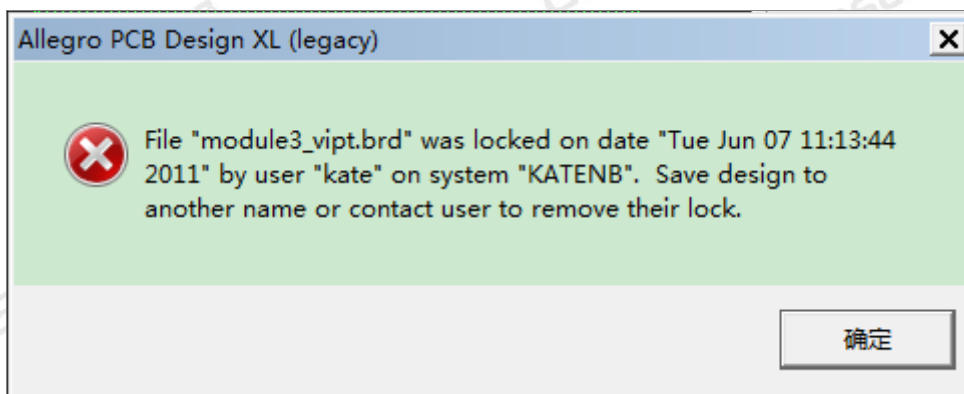 Allegro PCB Design XL (legacy)
File "module3_vipt.brd" was locked on date "Tue Jun 07 11:13:44
2011" by user "kate" on system "KATENB".  Save design to
another name or contact user to remove their lock.
确定